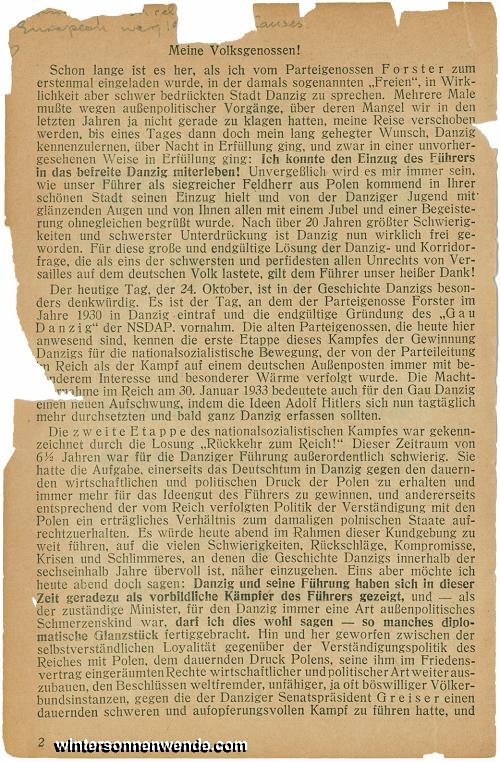 European war
Causes
Meine Volksgenossen!
Schon lange ist es her, als ich vom Parteigenossen Forster zum
erstenmal eingeladen wurde, in der damals sogenannten „Freien“, in Wirk-
lichkeit aber schwer bedrückten Stadt Danzig zu sprechen. Mehrere Male
mußte wegen außenpolitischer Vorgänge, über deren Mangel wir in den
letzten Jahren ja nicht gerade zu klagen hatten, meine Reise verschoben
werden, bis eines Tages dann doch mein lang gehegter Wunsch, Danzig
kennenzulernen, über Nacht in Erfüllung ging, und zwar in einer unvorher-
gesehenen Weise in Erfüllung ging: Ich konnte den Einzug des Führers
in das befreite Danzig miterleben! Unvergeßlich wird es mir immer sein,
wie unser Führer als siegreicher Feldherr aus Polen kommend in Ihrer
schönen Stadt seinen Einzug hielt und von der Danziger Jugend mit
glänzenden Augen und von Ihnen allen mit einem Jubel und einer Begeiste-
rung ohnegleichen begrüßt wurde. Nach über 20 Jahren größter Schwierig-
keiten und schwerster Unterdrückung ist Danzig nun wirklich frei ge-
worden. Für diese große und endgültige Lösung der Danzig- und Korridor-
frage, die als eins der schwersten und perfidesten allen Unrechts von Ver-
sailles auf dem deutschen Volk lastete, gilt dem Führer unser heißer Dank!
Der heutige Tag, der 24. Oktober, ist in der Geschichte Danzigs beson-
ders denkwürdig. Es ist der Tag, an dem der Parteigenosse Forster im
Jahre 1930 in Danzig eintraf und die endgültige Gründung des „Gau
Danzig“ der NSDAP. vornahm. Die alten Parteigenossen, die heute hier
anwesend sind, kennen die erste Etappe dieses Kampfes der Gewinnung
Danzigs für die nationalsozialistische Bewegung, der von der Parteileitung
m Reich als der Kampf auf einem deutschen Außenposten immer mit be-
nderem Interesse und besonderer Wärme verfolgt wurde. Die Macht-
hme im Reich am 30. Januar 1933 bedeutete auch für den Gau Danzig
einen neuen Aufschwung, indem die Ideen Adolf Hitlers sich nun tagtäglich
mehr durchsetzten und bald ganz Danzig erfassen sollten.
Die zweite Etappe des nationalsozialistischen Kampfes war gekenn-
zeichnet durch die Losung „Rückkehr zum Reich!“ Dieser Zeitraum von
6½ Jahren war für die Danziger Führung außerordentlich schwierig. Sie
hatte die Aufgabe, einerseits das Deutschtum in Danzig gegen den dauern-
den wirtschaftlichen und politischen Druck der Polen zu erhalten und
immer mehr für das Ideengut des Führers zu gewinnen, und andererseits
entsprechend der vom Reich verfolgten Politik der Verständigung mit den
Polen ein erträgliches Verhältnis zum damaligen polnischen Staate auf-
rechtzuerhalten. Es würde heute abend im Rahmen dieser Kundgebung zu
weit führen, auf die vielen Schwierigkeiten, Rückschläge, Kompromisse,
Krisen und Schlimmeres, an denen die Geschichte Danzigs innerhalb der
sechseinhalb Jahre übervoll ist, näher einzugehen. Eins aber möchte ich
heute abend doch sagen: Danzig und seine Führung haben sich in dieser
Zeit geradezu als vorbildliche Kämpfer des Führers gezeigt, und — als
der zuständige Minister, für den Danzig immer eine Art außenpolitisches
Schmerzenskind war, darf ich dies wohl sagen — so manches diplo-
matische Glanzstück fertiggebracht. Hin und her geworfen zwischen der
selbstverständlichen Loyalität gegenüber der Verständigungspolitik des
Reiches mit Polen, dem dauernden Druck Polens, seine ihm im Friedens-
vertrag eingeräumten Rechte wirtschaftlicher und politischer Art weiter aus-
zubauen, den Beschlüssen weltfremder, unfähiger, ja oft böswilliger Völker-
bundsinstanzen, gegen die der Danziger Senatspräsident Greiser einen
dauernden schweren und aufopferungsvollen Kampf zu führen hatte, und
2
wintersonnenwende.com